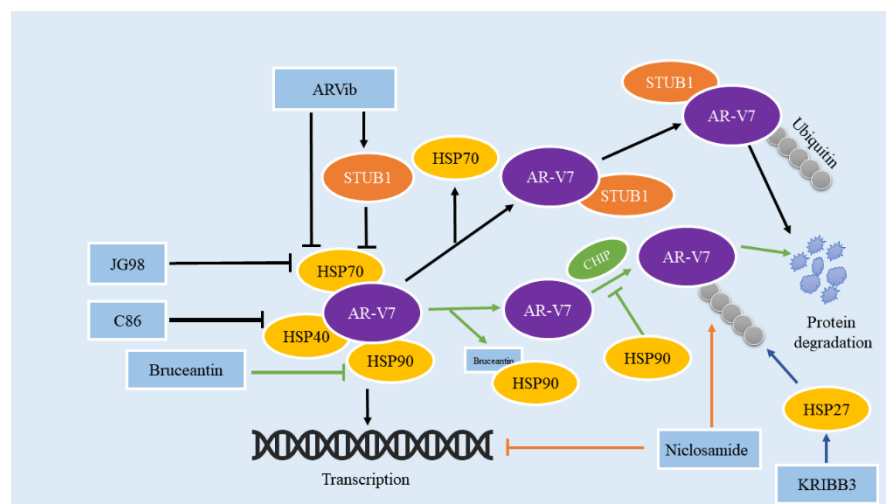 ARVib
STUB1
AR-V7
Ubiquitin
HSP70
STUB1
AR-V7
STUB1
JG98
HSP70
CHIP
AR-V7
C86
AR-V7
AR-V7
HSP40
Protein
degradation
Bruceantin
HSP90
Bruceantin
HSP90
HSP90
HSP27
Niclosamide
Transcription
KRIBB3